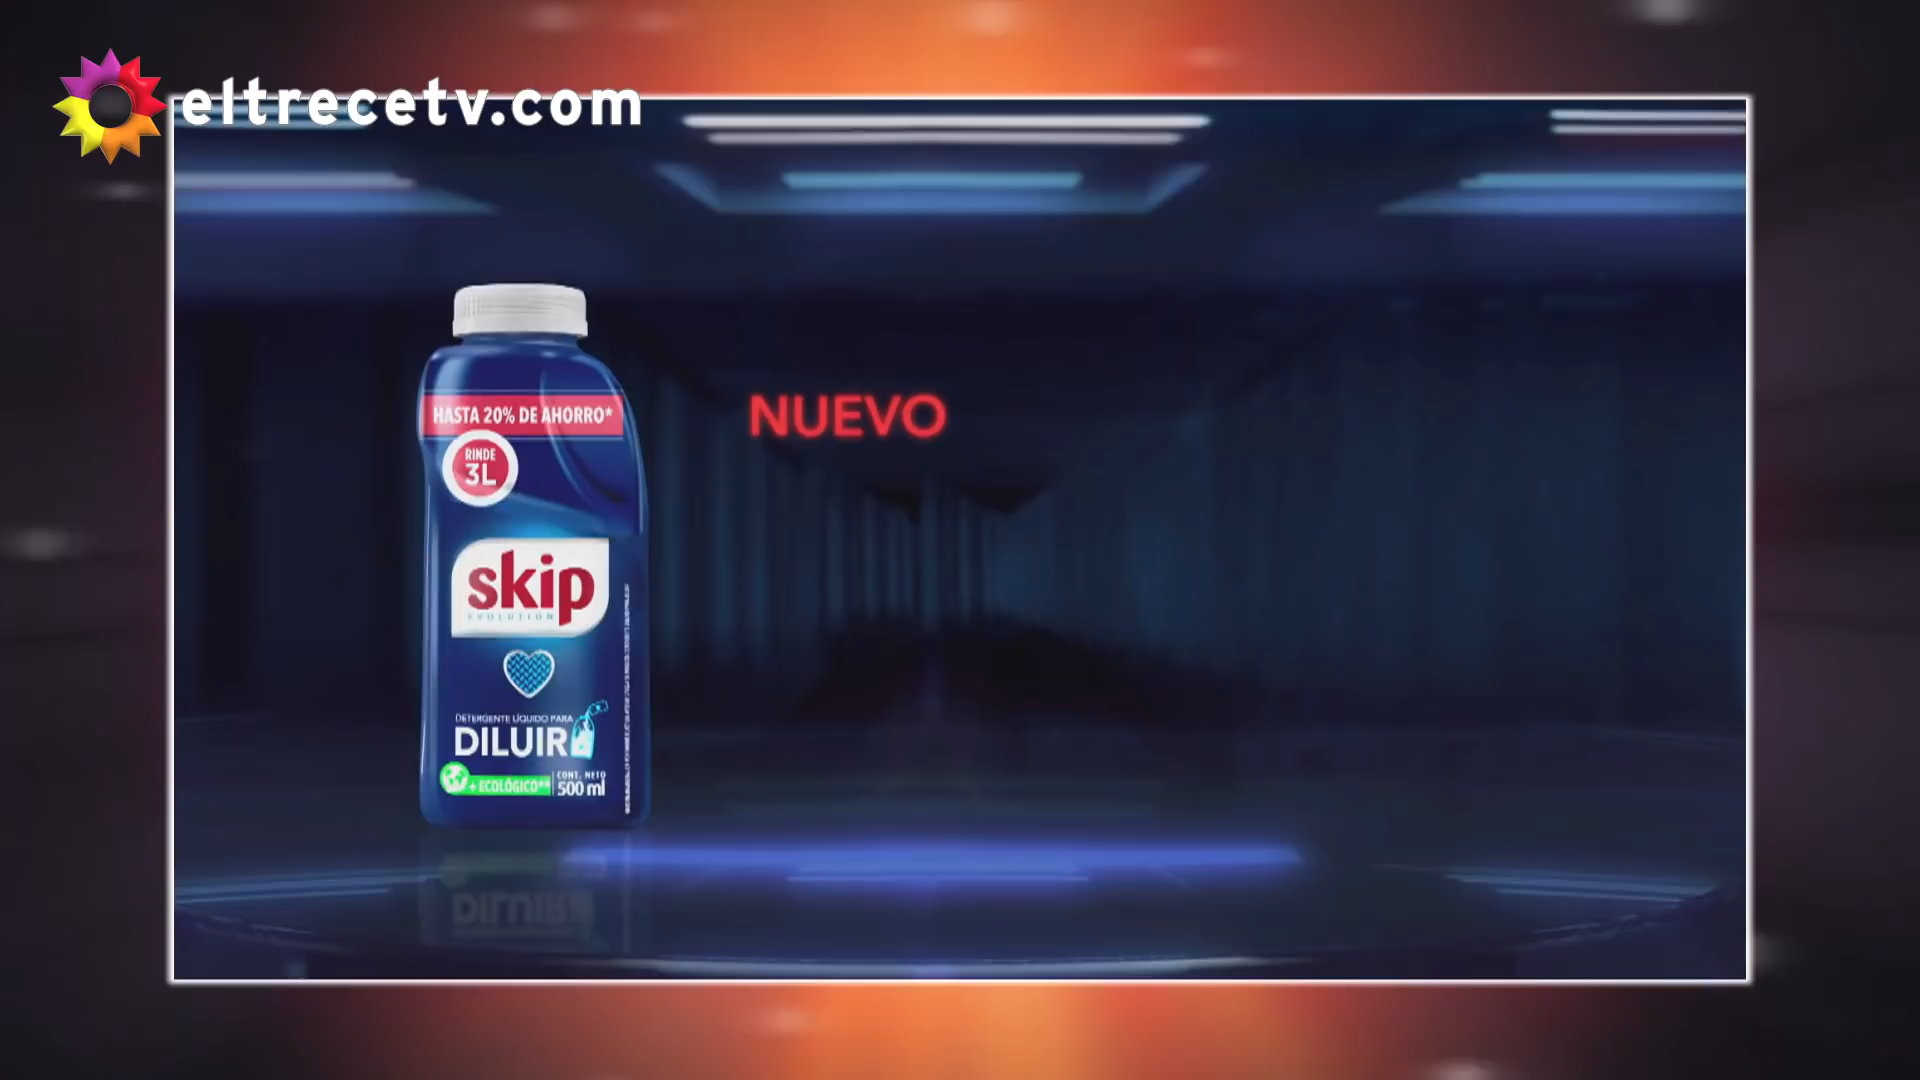 eltrecetv.com
HASTA 20% DE AHORRO*
RINDE
3L
NUEVO
skip
EVOLUTION
DETERGENTE LÍQUIDO PARA
DILUIR
+ ECOLÓGICO**
CONT. NETO
500 ml